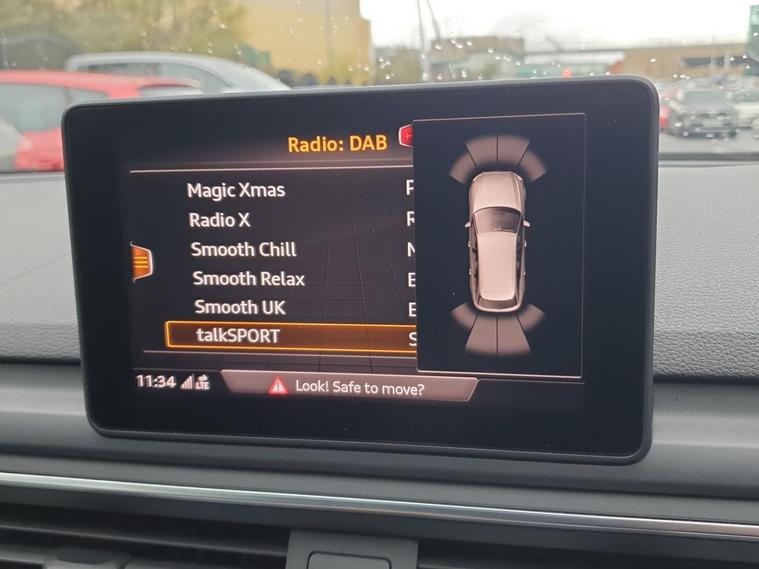 Radio: DAB
Magic Xmas
Radio X
Smooth Chill
Smooth Relax
Smooth UK
talkSPORT
11:34 LTE
Look! Safe to move?